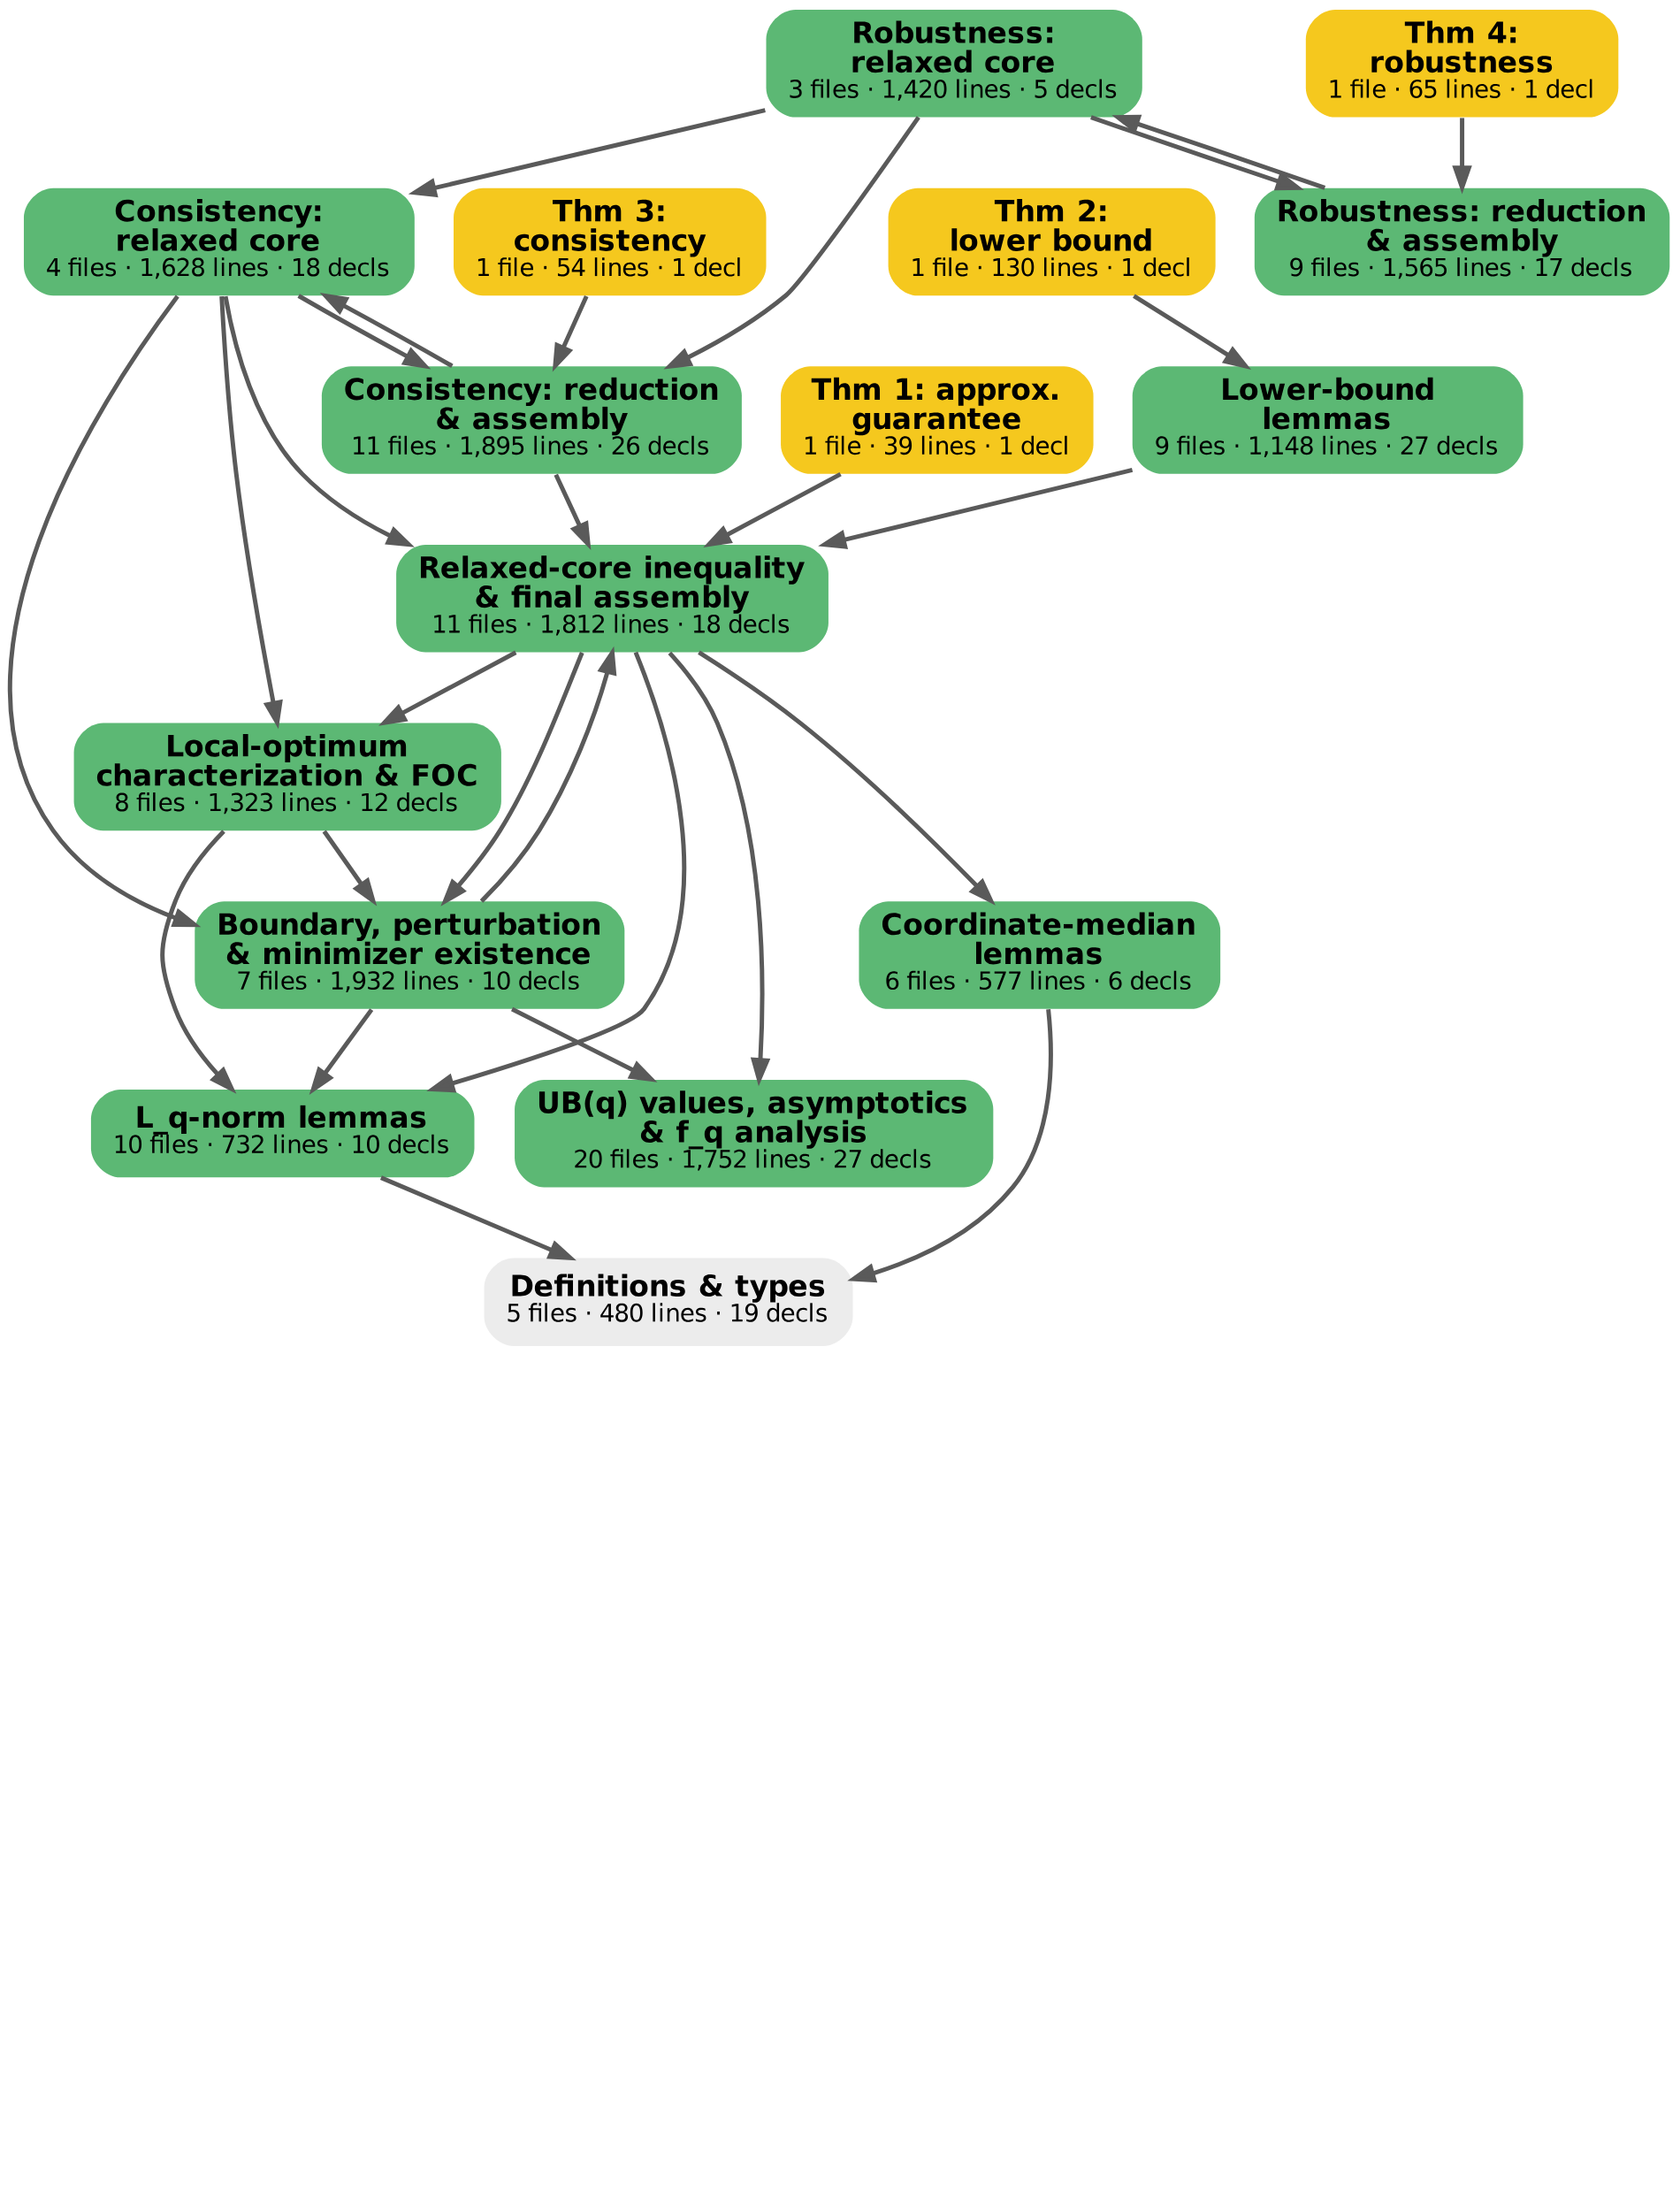 Robustness:
relaxed core
3 files · 1,420 lines · 5 decls
Thm 4:
robustness
1 file · 65 lines · 1 decl
Consistency:
relaxed core
4 files · 1,628 lines · 18 decls
Thm 3:
consistency
1 file · 54 lines · 1 decl
Thm 2:
lower bound
1 file · 130 lines · 1 decl
Robustness: reduction
& assembly
9 files · 1,565 lines · 17 decls
Consistency: reduction
& assembly
11 files · 1,895 lines · 26 decls
Thm 1: approx.
guarantee
1 file · 39 lines · 1 decl
Lower-bound
lemmas
9 files · 1,148 lines · 27 decls
Relaxed-core inequality
& final assembly
11 files · 1,812 lines · 18 decls
Local-optimum
characterization & FOC
8 files · 1,323 lines · 12 decls
Boundary, perturbation
& minimizer existence
7 files · 1,932 lines · 10 decls
Coordinate-median
lemmas
6 files · 577 lines · 6 decls
L_q-norm lemmas
10 files · 732 lines · 10 decls
UB(q) values, asymptotics
& f_q analysis
20 files · 1,752 lines · 27 decls
Definitions & types
5 files · 480 lines · 19 decls